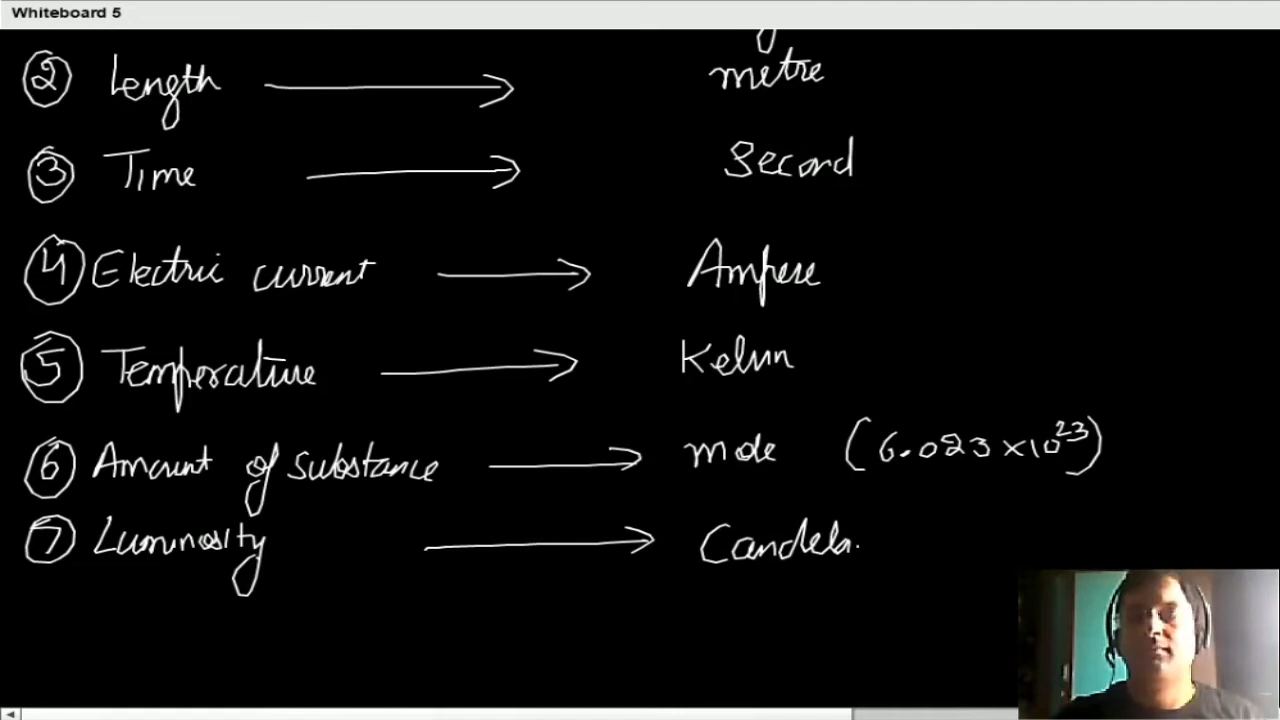 Whiteboard 5
② Length ⟶ metre
③ Time ⟶ Second
④ Electric current ⟶ Ampere
⑤ Temperature ⟶ Kelvin
⑥ Amount of substance ⟶ mole (6.023 × 10²³)
⑦ Luminosity ⟶ Candela.